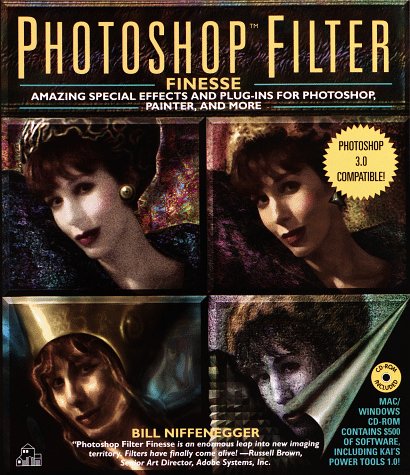 PHOTOSHOP™ FILTER
FINESSE
AMAZING SPECIAL EFFECTS AND PLUG-INS FOR PHOTOSHOP,
PAINTER, AND MORE
PHOTOSHOP
3.0
COMPATIBLE!
CD-ROM
INCLUDED
MAC/
WINDOWS
CD-ROM
CONTAINS $500
OF SOFTWARE,
INCLUDING KAI'S
POWER TOOLS 1.0!
BILL NIFFENEGGER
"Photoshop Filter Finesse is an enormous leap into new imaging
territory. Filters have finally come alive! —Russell Brown,
Senior Art Director, Adobe Systems, Inc.